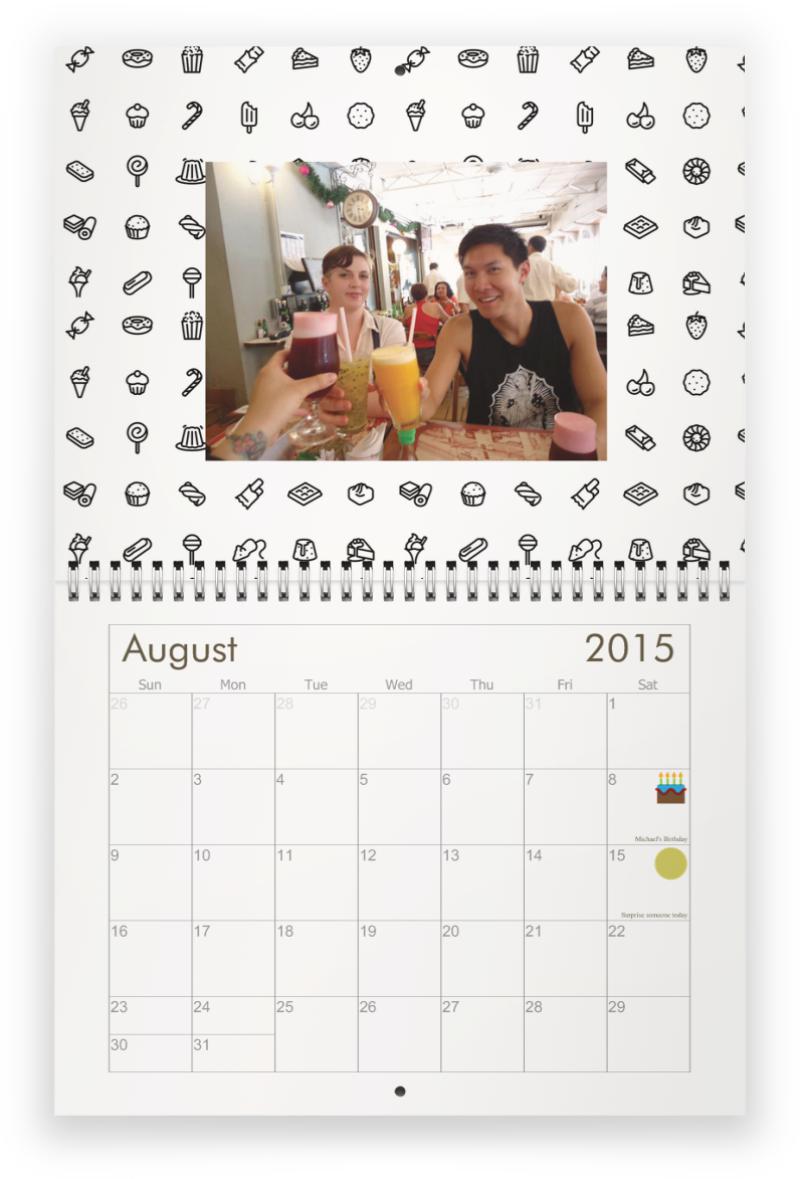 August 2015
Sun Mon Tue Wed Thu Fri Sat
26 27 28 29 30 31 1
2 3 4 5 6 7 8
Michael's Birthday
9 10 11 12 13 14 15
Surprise someone today
16 17 18 19 20 21 22
23 24 25 26 27 28 29
30 31